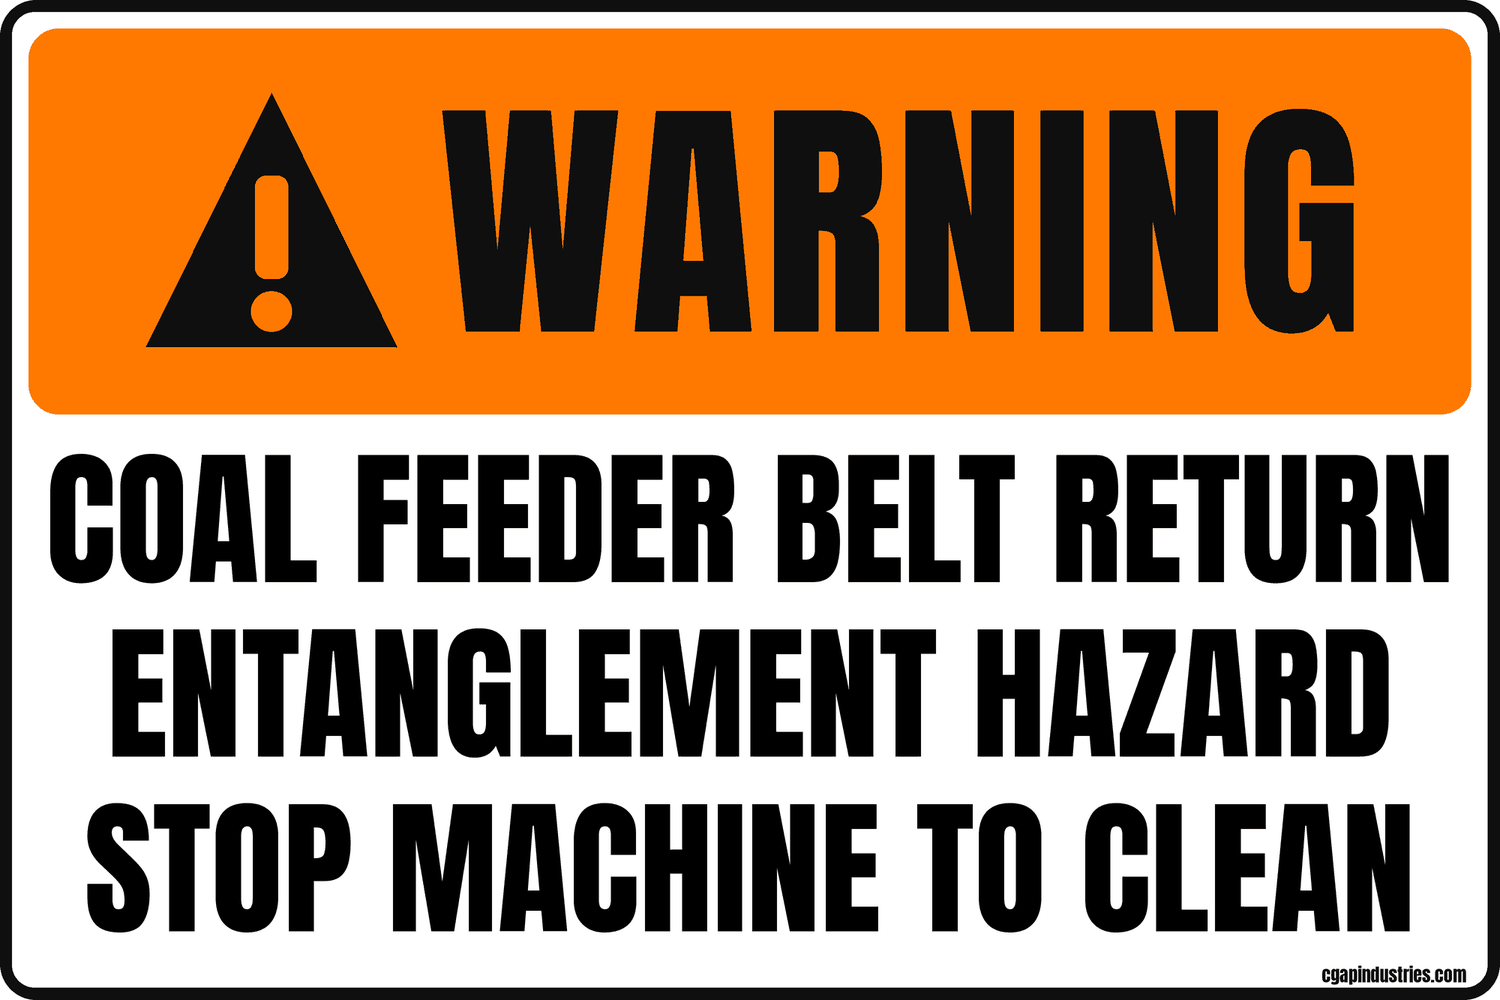 WARNING
COAL FEEDER BELT RETURN
ENTANGLEMENT HAZARD
STOP MACHINE TO CLEAN
cgapindustries.com